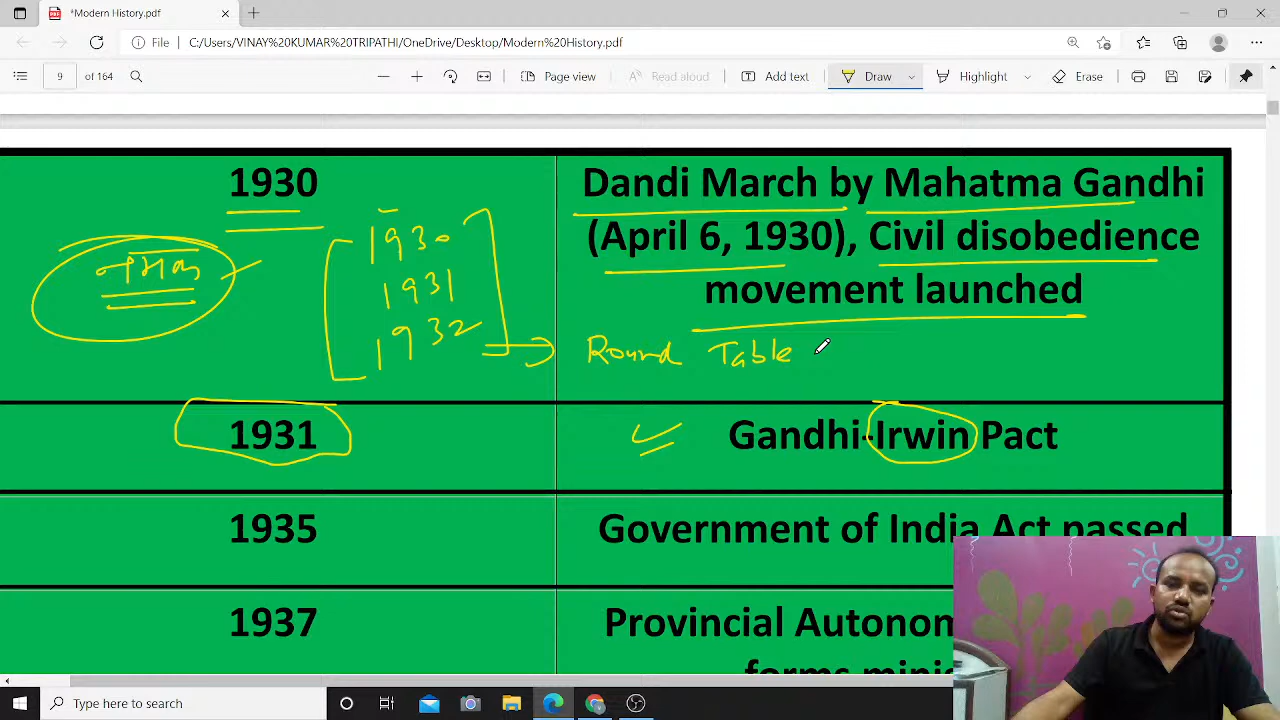 *Modern History.pdf
File C:/Users/VINAY%20KUMAR%20TRIPATHI/OneDrive/Desktop/Modern%20History.pdf
9 of 164 Page view Read aloud Add text Draw Highlight Erase
1930
Dandi March by Mahatma Gandhi
(April 6, 1930), Civil disobedience
movement launched
1930
1931
1932
Round Table
1931
Gandhi-Irwin Pact
1935
Government of India Act passed
1937
Provincial Autonom
forms mini
Type here to search